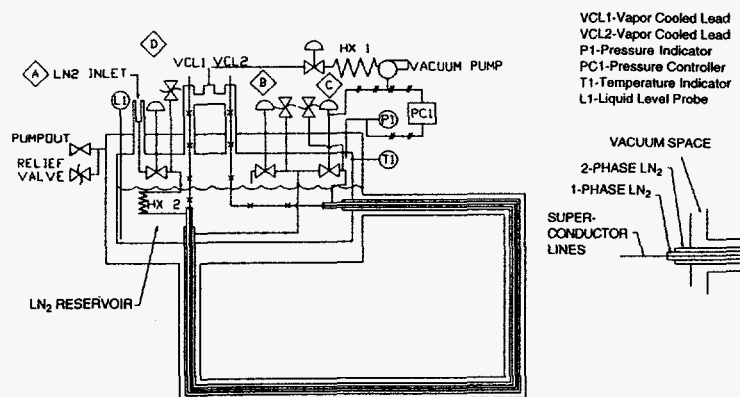 VCL1-Vapor Cooled Lead
VCL2-Vapor Cooled Lead
P1-Pressure Indicator
PC1-Pressure Controller
T1-Temperature Indicator
L1-Liquid Level Probe
D
VCL1 VCL2
HX 1
VACUUM PUMP
A LN2 INLET
B
C
L1
P1
PC1
PUMPOUT
RELIEF
VALVE
T1
HX 2
LN₂ RESERVOIR
VACUUM SPACE
2-PHASE LN₂
1-PHASE LN₂
SUPER-
CONDUCTOR
LINES